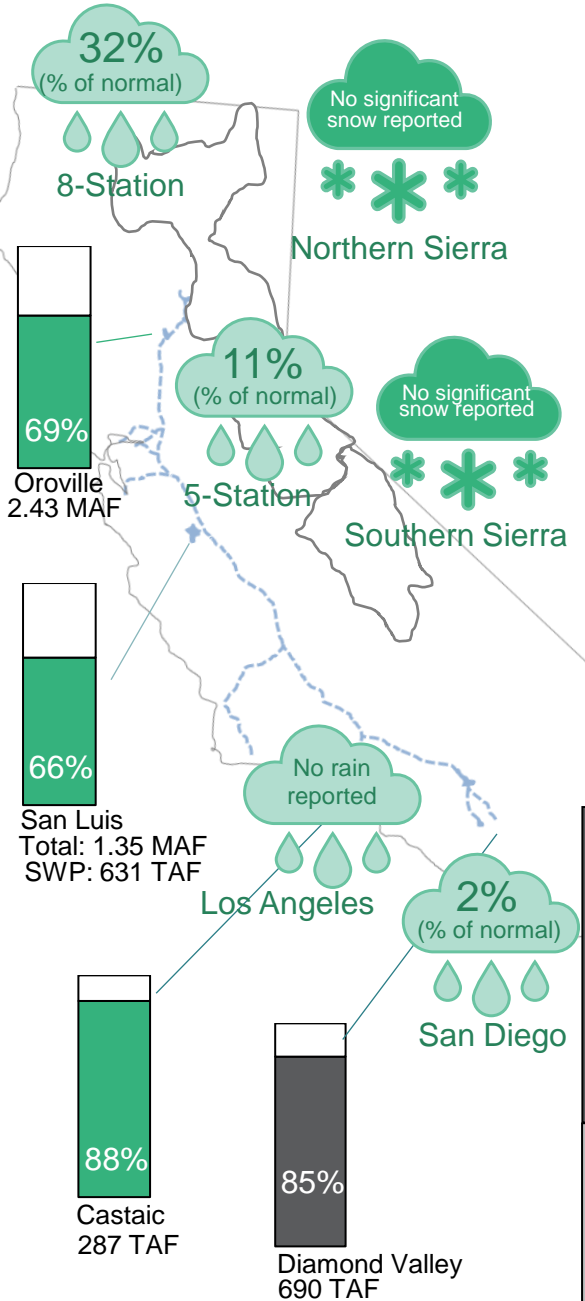 32%
(% of normal)
8-Station
No significant
snow reported
Northern Sierra
69%
Oroville
2.43 MAF
11%
(% of normal)
5-Station
No significant
snow reported
Southern Sierra
66%
San Luis
Total: 1.35 MAF
SWP: 631 TAF
No rain
reported
Los Angeles
2%
(% of normal)
San Diego
88%
Castaic
287 TAF
85%
Diamond Valley
690 TAF